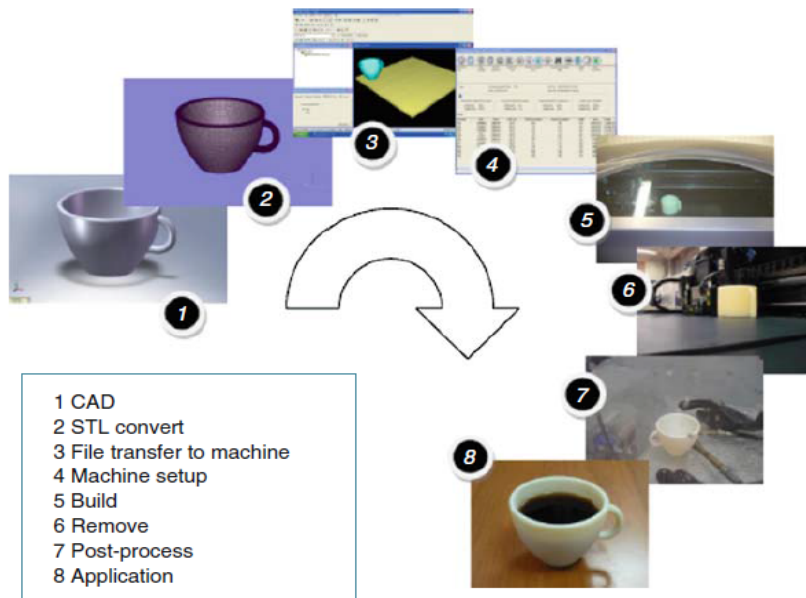 1
2
3
4
5
6
7
8
1 CAD
2 STL convert
3 File transfer to machine
4 Machine setup
5 Build
6 Remove
7 Post-process
8 Application